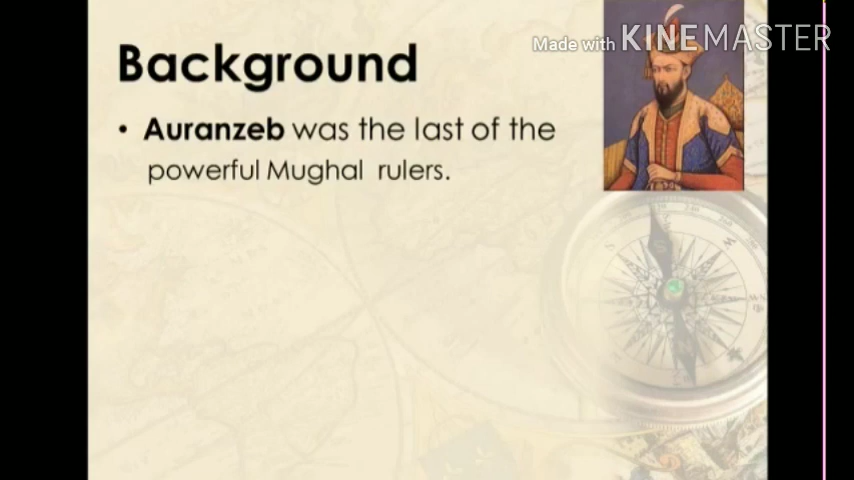 Made with KINEMASTER
Background
• Auranzeb was the last of the
powerful Mughal rulers.